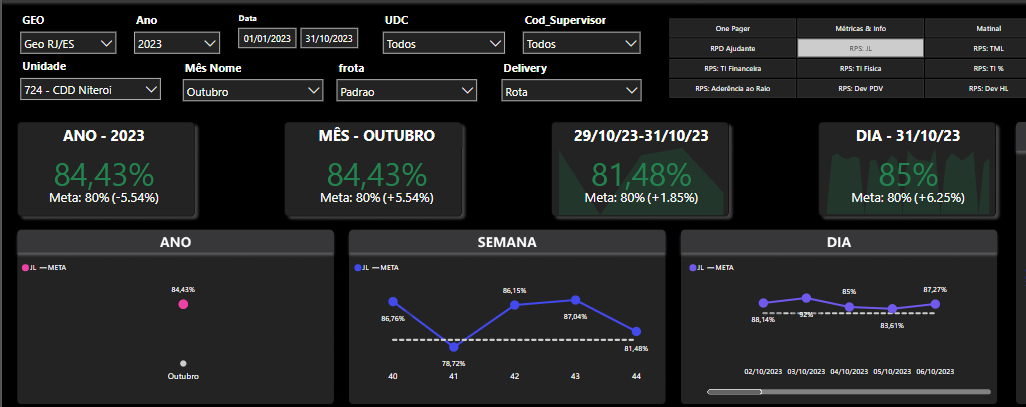 GEO
Geo RJ/ES
Ano
2023
Data
01/01/2023 31/10/2023
UDC
Todos
Cod_Supervisor
Todos
Unidade
724 - CDD Niteroi
Mês Nome
Outubro
frota
Padrao
Delivery
Rota
One Pager Métricas & Info Matinal
RPD Ajudante RPS: JL RPS: TML
RPS: TI Financeira RPS: TI Fisica RPS: TI %
RPS: Aderência ao Raio RPS: Dev PDV RPS: Dev HL
ANO - 2023
84,43%
Meta: 80% (-5.54%)
MÊS - OUTUBRO
84,43%
Meta: 80% (+5.54%)
29/10/23-31/10/23
81,48%
Meta: 80% (+1.85%)
DIA - 31/10/23
85%
Meta: 80% (+6.25%)
ANO
JL META
84,43%
Outubro
SEMANA
JL META
86,76% 78,72% 86,15% 87,04% 81,48%
40 41 42 43 44
DIA
JL META
88,14% 92% 85% 83,61% 87,27%
02/10/2023 03/10/2023 04/10/2023 05/10/2023 06/10/2023